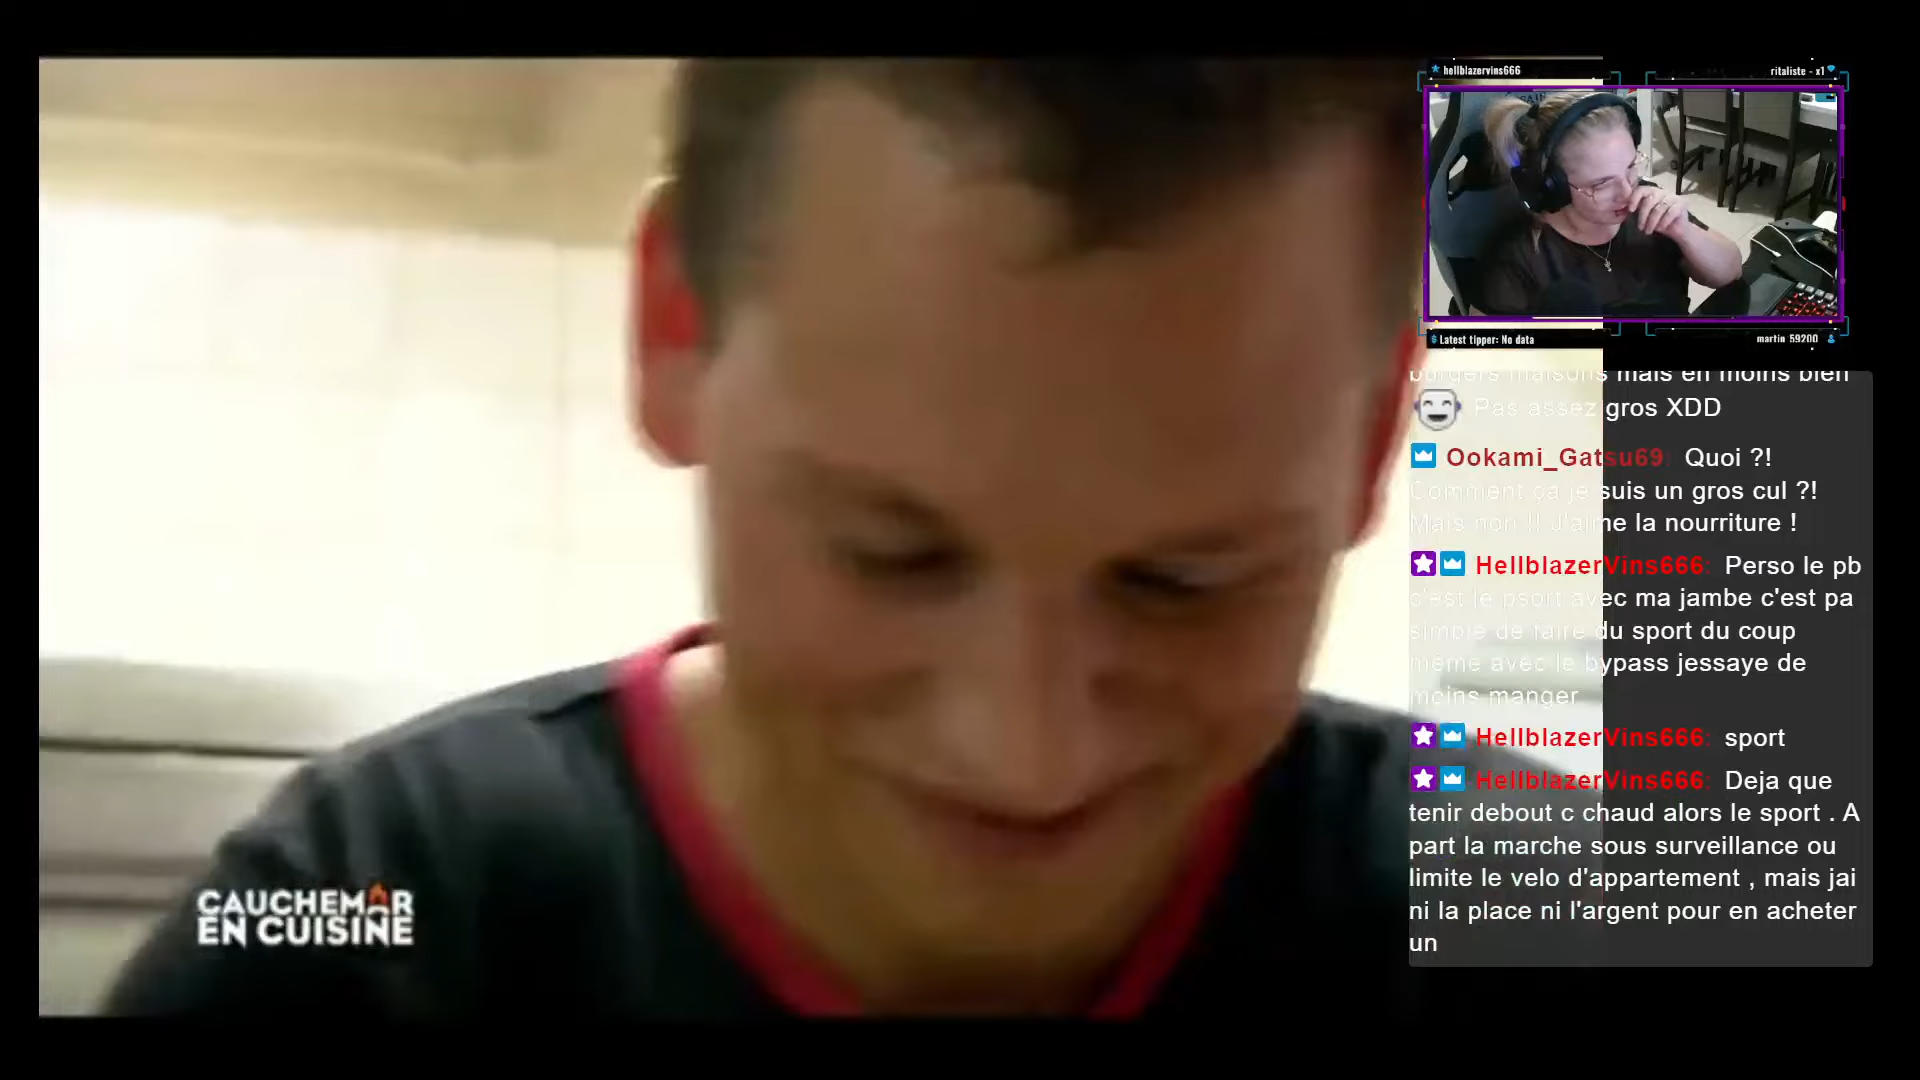 hellblazervins666
ritaliste - x1
Latest tipper: No data
martin_59200
burgers maisons mais en moins bien
Pas assez gros XDD
Ookami_Gatsu69: Quoi ?!
Comment ça je suis un gros cul ?!
Mais non !! J'aime la nourriture !
HellblazerVins666: Perso le pb
c'est le psort avec ma jambe c'est pa
simple de faire du sport du coup
même avec le bypass jessaye de
moins manger
HellblazerVins666: sport
HellblazerVins666: Deja que
tenir debout c chaud alors le sport . A
part la marche sous surveillance ou
limite le velo d'appartement , mais jai
ni la place ni l'argent pour en acheter
un
CAUCHEMAR
EN CUISINE